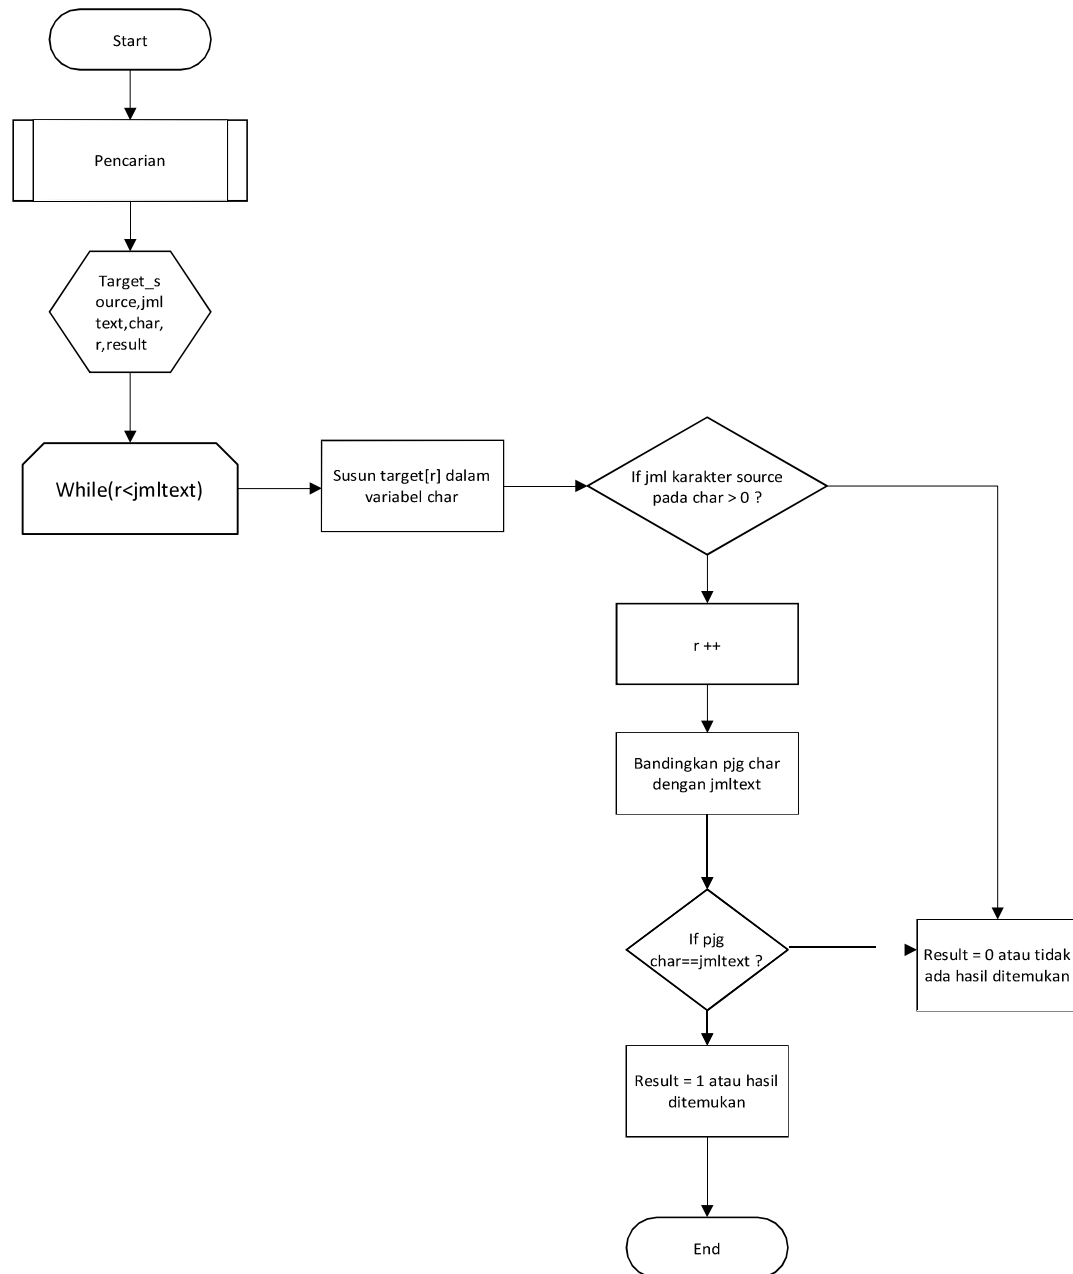 Start
Pencarian
Target_s
ource,jml
text,char,
r,result
While(r<jmltext)
Susun target[r] dalam
variabel char
If jml karakter source
pada char > 0 ?
r ++
Bandingkan pjg char
dengan jmltext
If pjg
char==jmltext ?
Result = 0 atau tidak
ada hasil ditemukan
Result = 1 atau hasil
ditemukan
End